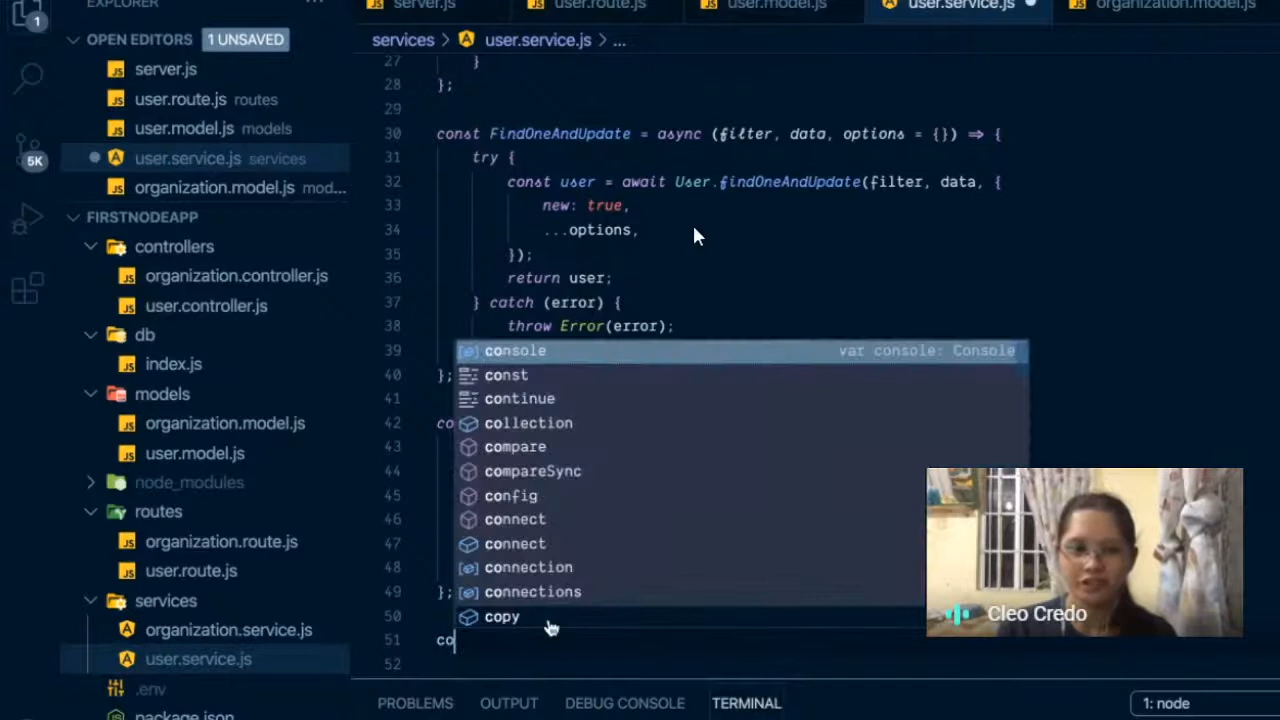 EXPLORER
1
OPEN EDITORS 1 UNSAVED
server.js
user.route.js routes
user.model.js models
user.service.js services
organization.model.js mod...
5K
FIRSTNODEAPP
controllers
organization.controller.js
user.controller.js
db
index.js
models
organization.model.js
user.model.js
node_modules
routes
organization.route.js
user.route.js
services
organization.service.js
user.service.js
.env
package.json
server.js
user.route.js
user.model.js
user.service.js
organization.model.js
services > user.service.js > ...
27 }
28 };
29
30 const FindOneAndUpdate = async (filter, data, options = {}) => {
31 try {
32 const user = await User.findOneAndUpdate(filter, data, {
33 new: true,
34 ...options,
35 });
36 return user;
37 } catch (error) {
38 throw Error(error);
39
40 };
41
42 co
43
44
45
46
47
48
49 };
50
51 co
52
console var console: Console
const
continue
collection
compare
compareSync
config
connect
connect
connection
connections
copy
Cleo Credo
PROBLEMS OUTPUT DEBUG CONSOLE TERMINAL 1: node